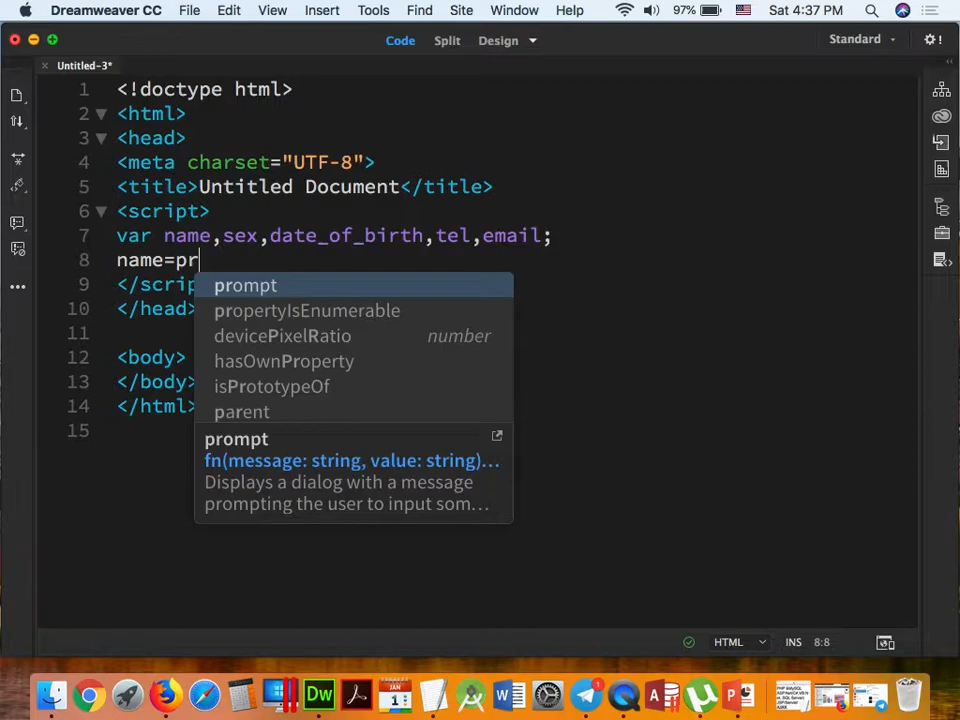 Dreamweaver CC File Edit View Insert Tools Find Site Window Help 97% Sat 4:37 PM
Code Split Design Standard
Untitled-3*
1 <!doctype html>
2 <html>
3 <head>
4 <meta charset="UTF-8">
5 <title>Untitled Document</title>
6 <script>
7 var name,sex,date_of_birth,tel,email;
8 name=pr
9 </scrip
prompt
10 </head>
propertyIsEnumerable
11
devicePixelRatio number
12 <body>
hasOwnProperty
13 </body>
isPrototypeOf
14 </html>
parent
15
prompt
fn(message: string, value: string)...
Displays a dialog with a message
prompting the user to input som...
HTML INS 8:8